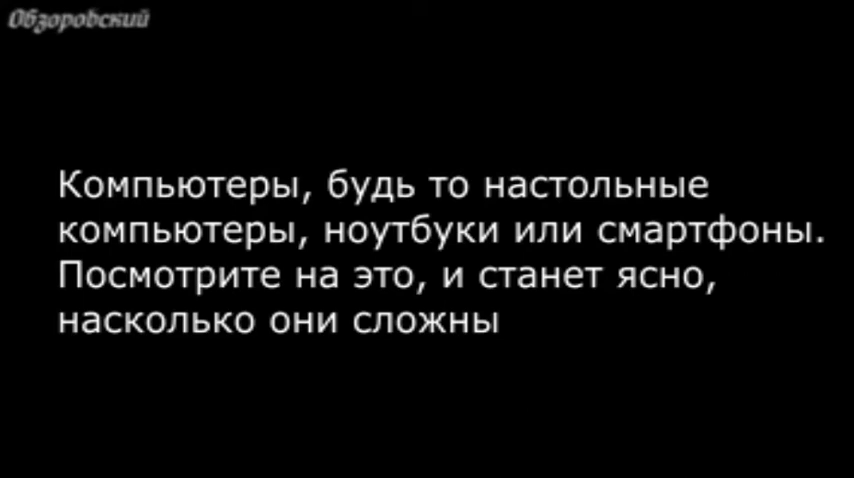 Обзоровский
Компьютеры, будь то настольные
компьютеры, ноутбуки или смартфоны.
Посмотрите на это, и станет ясно,
насколько они сложны